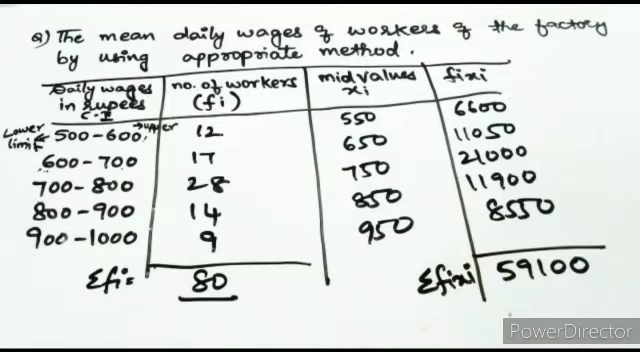 Q) The mean daily wages of workers of the factory
by using appropriate method.
Daily wages in rupees C.I | no. of workers (fi) | mid values xi | fixi
Lower limit ← 500-600 → upper | 12 | 550 | 6600
600-700 | 17 | 650 | 11050
700-800 | 28 | 750 | 21000
800-900 | 14 | 850 | 11900
900-1000 | 9 | 950 | 8550
Σfi= 80 | Σfixi | 59100
PowerDirector